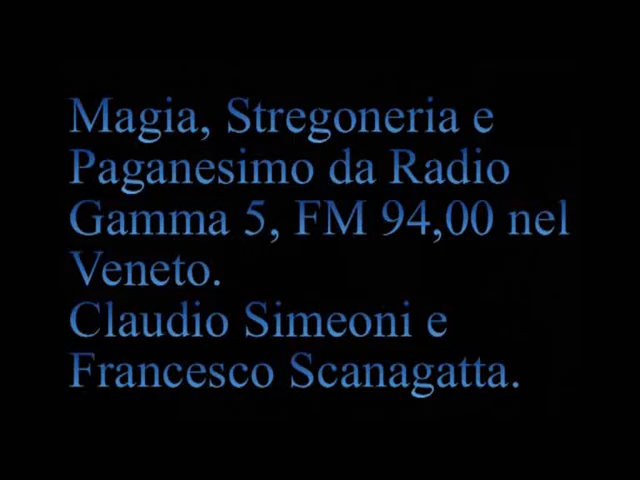 Magia, Stregoneria e
Paganesimo da Radio
Gamma 5, FM 94,00 nel
Veneto.
Claudio Simeoni e
Francesco Scanagatta.